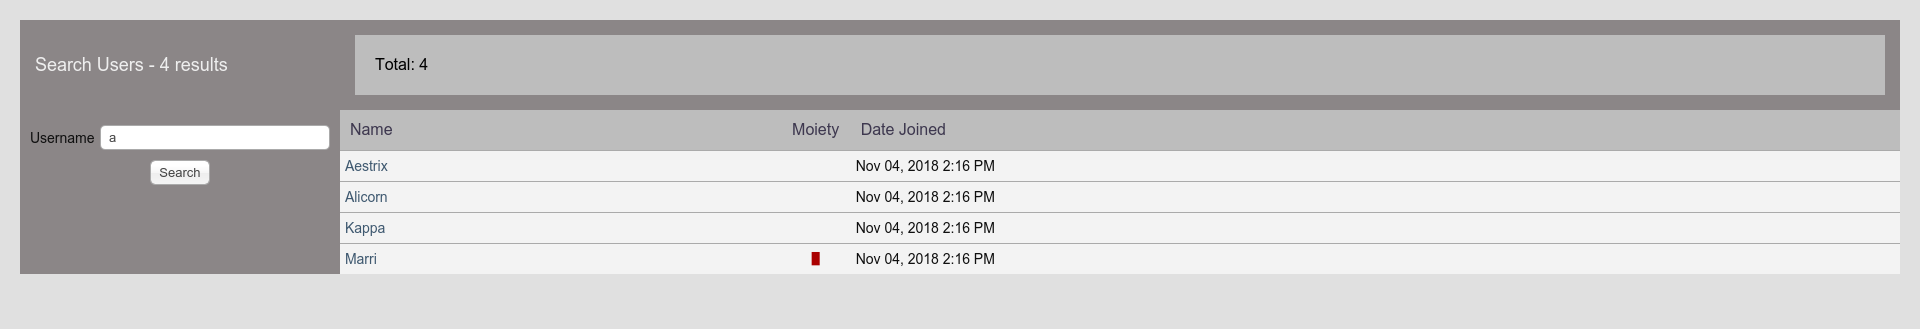 Search Users - 4 results
Total: 4
Username a
Search
Name Moiety Date Joined
Aestrix Nov 04, 2018 2:16 PM
Alicorn Nov 04, 2018 2:16 PM
Kappa Nov 04, 2018 2:16 PM
Marri Nov 04, 2018 2:16 PM